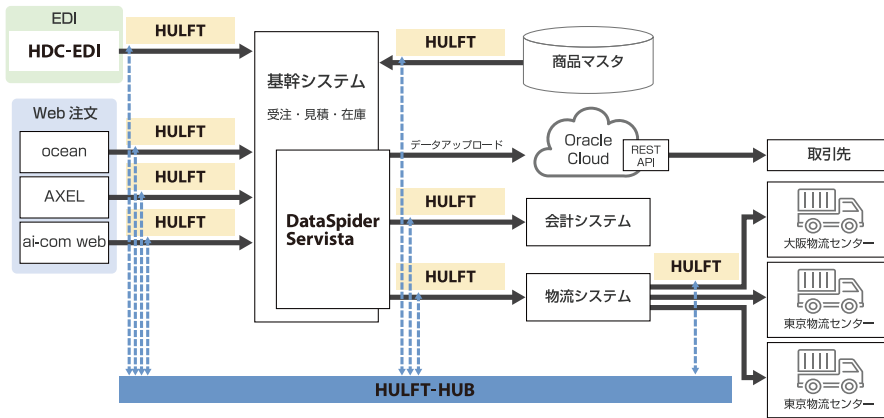 EDI
HDC-EDI
HULFT
Web 注文
ocean
HULFT
AXEL
HULFT
ai-com web
HULFT
基幹システム
受注・見積・在庫
DataSpider
Servista
HULFT
商品マスタ
データアップロード
Oracle
Cloud
REST
API
取引先
HULFT
会計システム
HULFT
物流システム
HULFT
大阪物流センター
東京物流センター
東京物流センター
HULFT-HUB